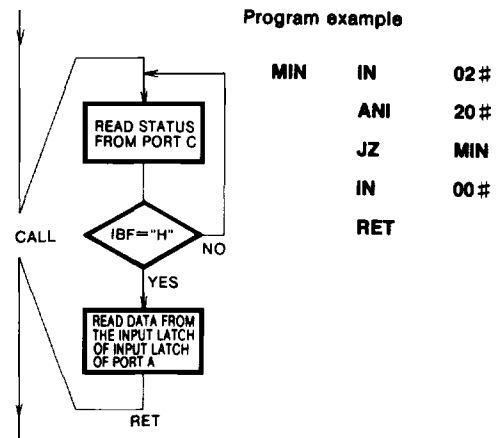 Program example
MIN IN 02#
ANI 20#
JZ MIN
IN 00#
RET
READ STATUS
FROM PORT C
CALL
IBF="H"
NO
YES
READ DATA FROM
THE INPUT LATCH
OF INPUT LATCH
OF PORT A
RET